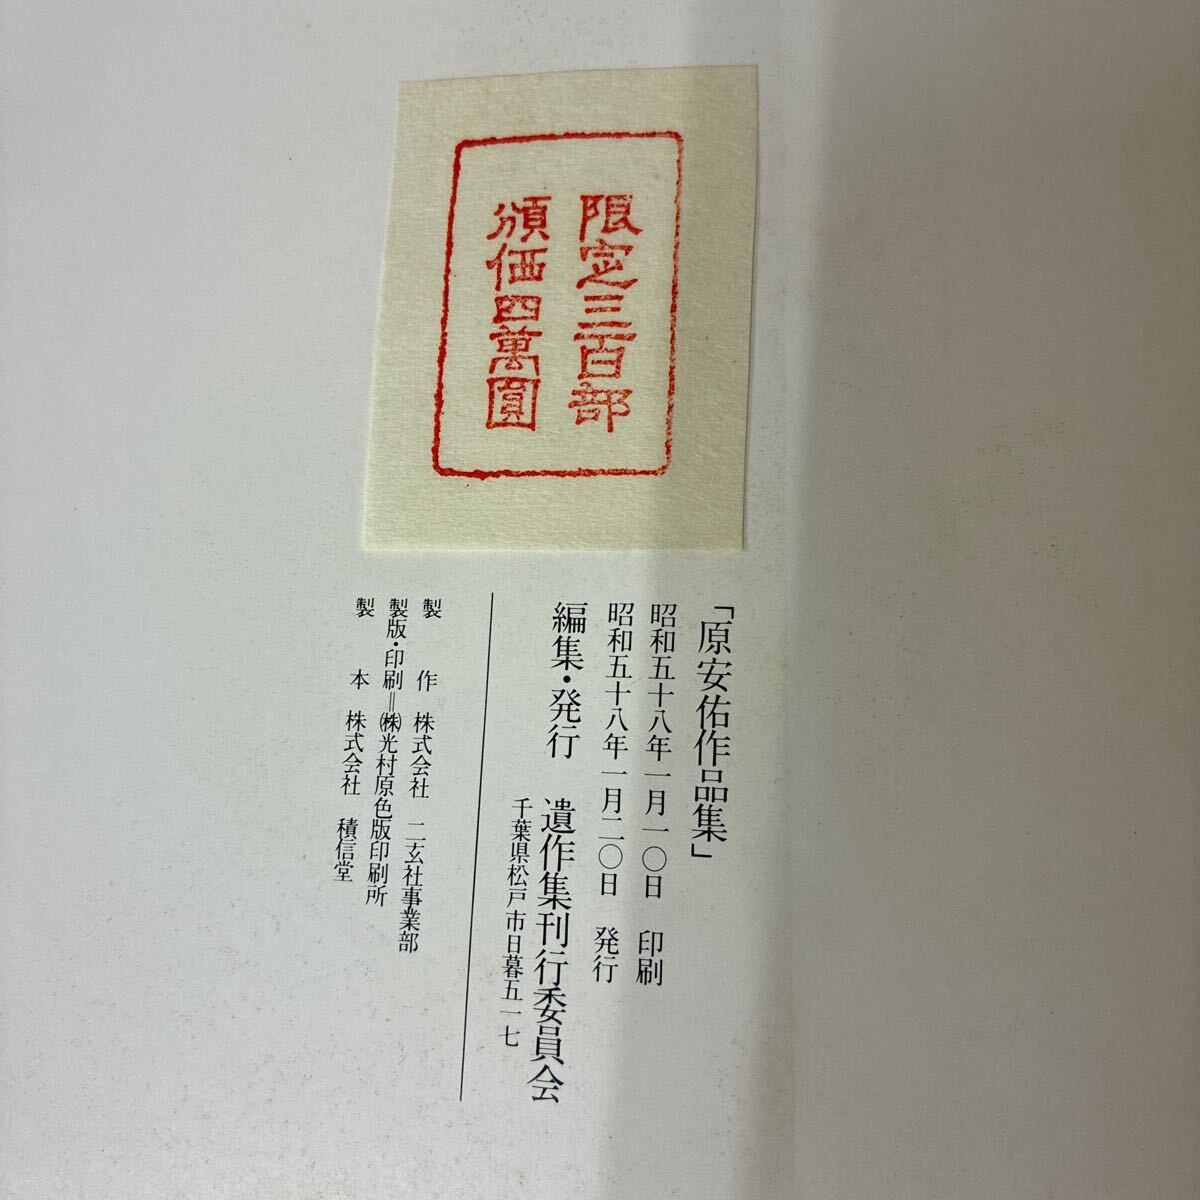 限定三百部
頒価四萬圓
「原安佑作品集」
昭和五十八年一月一〇日 印刷
昭和五十八年一月二〇日 発行
編集・発行 遺作集刊行委員会
千葉県松戸市日暮五一七
製作 株式会社 二玄社事業部
製版・印刷＝㈱光村原色版印刷所
製本 株式会社 積信堂